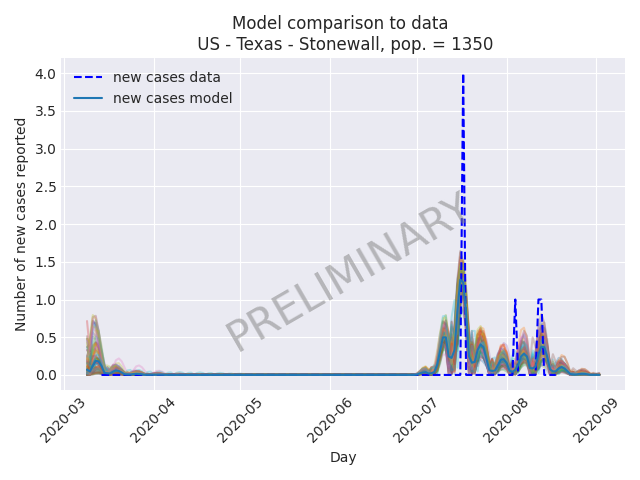 Model comparison to data
US - Texas - Stonewall, pop. = 1350
new cases data
new cases model
Number of new cases reported
4.0
3.5
3.0
2.5
2.0
1.5
1.0
0.5
0.0
PRELIMINARY
2020-03
2020-04
2020-05
2020-06
2020-07
2020-08
2020-09
Day